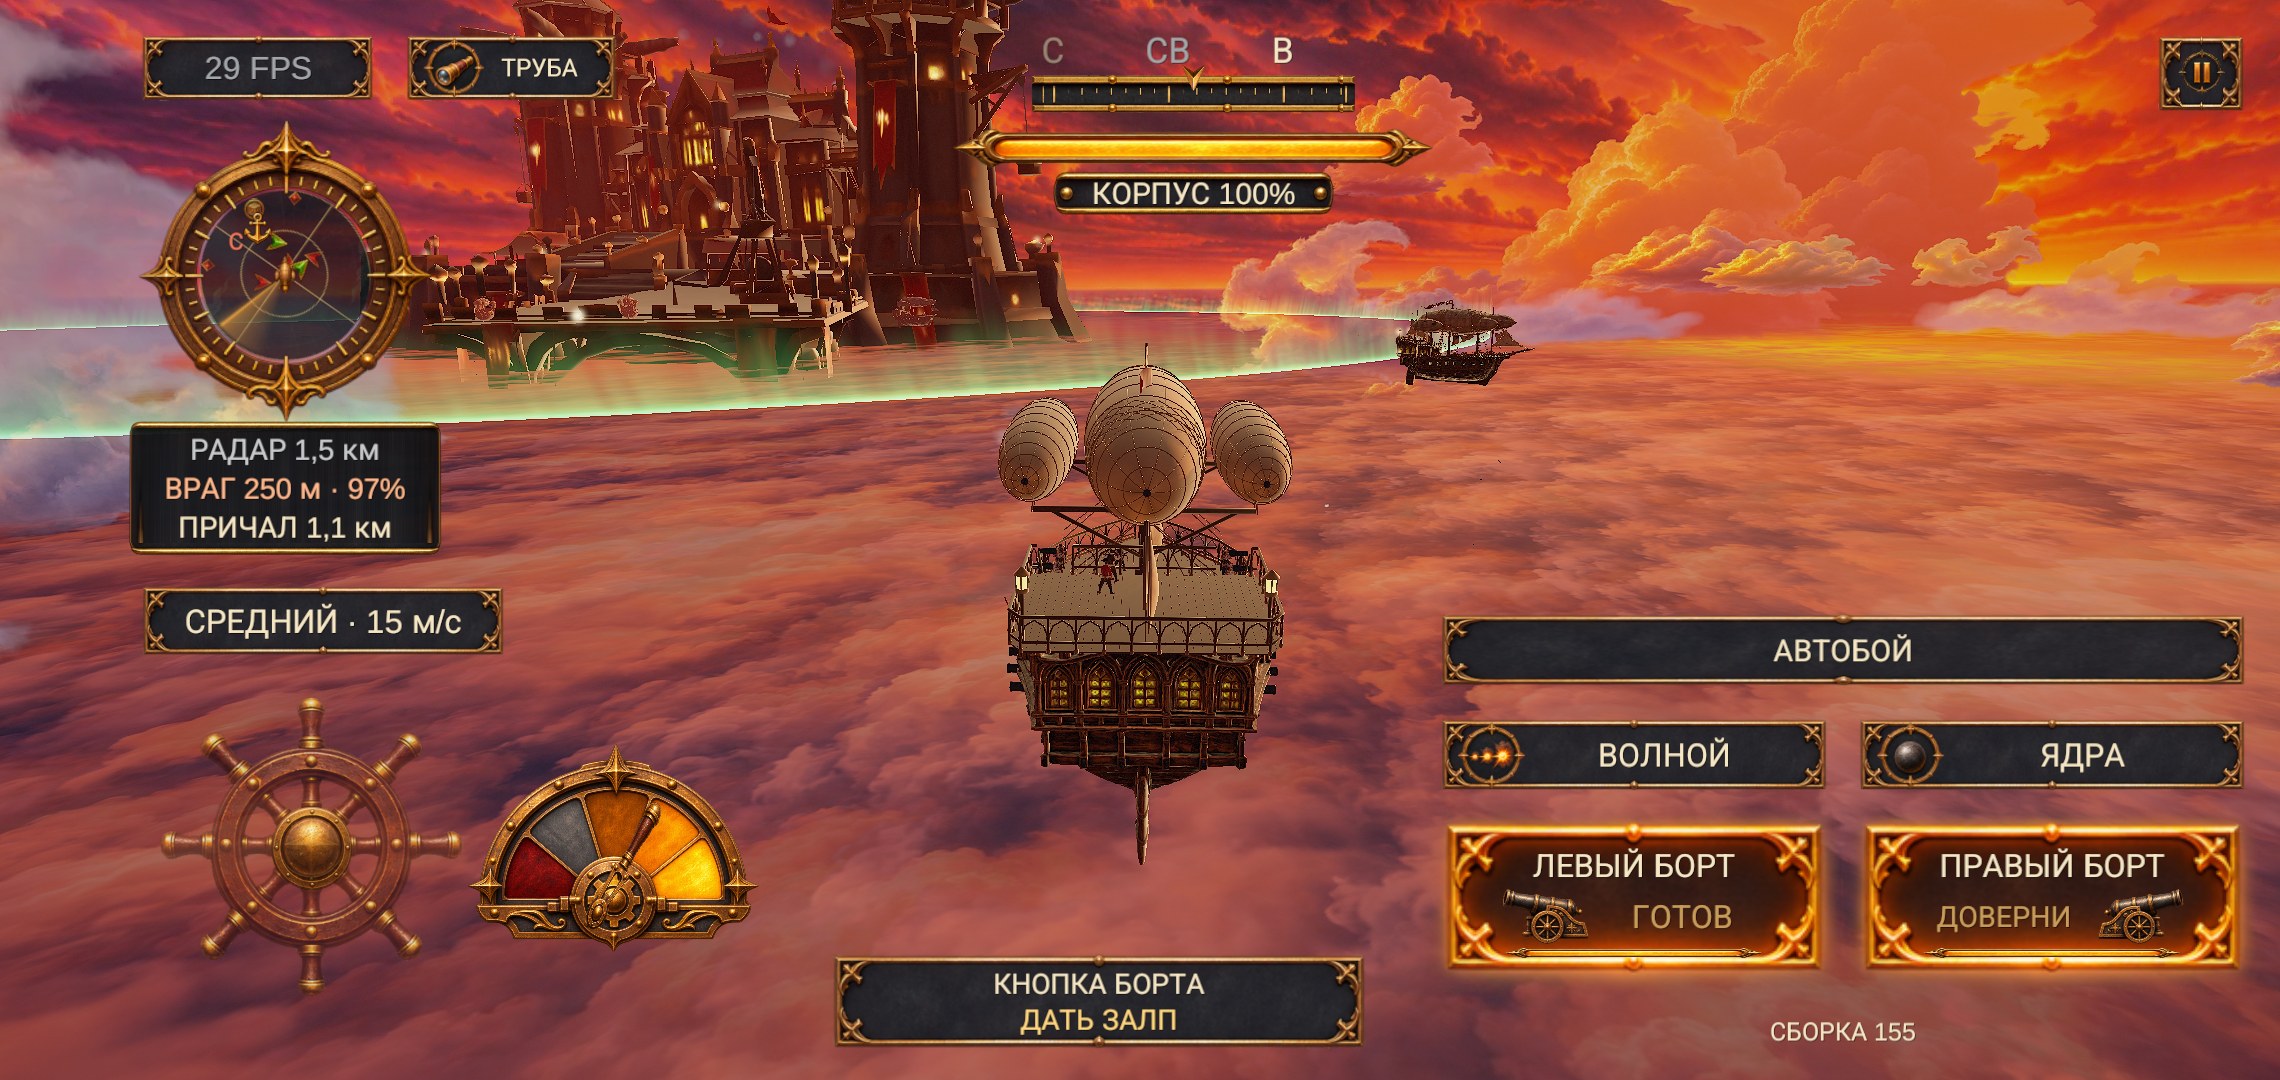 29 FPS
ТРУБА
С СВ В
КОРПУС 100%
С
РАДАР 1,5 км
ВРАГ 250 м · 97%
ПРИЧАЛ 1,1 км
СРЕДНИЙ · 15 м/с
АВТОБОЙ
ВОЛНОЙ
ЯДРА
ЛЕВЫЙ БОРТ
ГОТОВ
ПРАВЫЙ БОРТ
ДОВЕРНИ
КНОПКА БОРТА
ДАТЬ ЗАЛП
СБОРКА 155